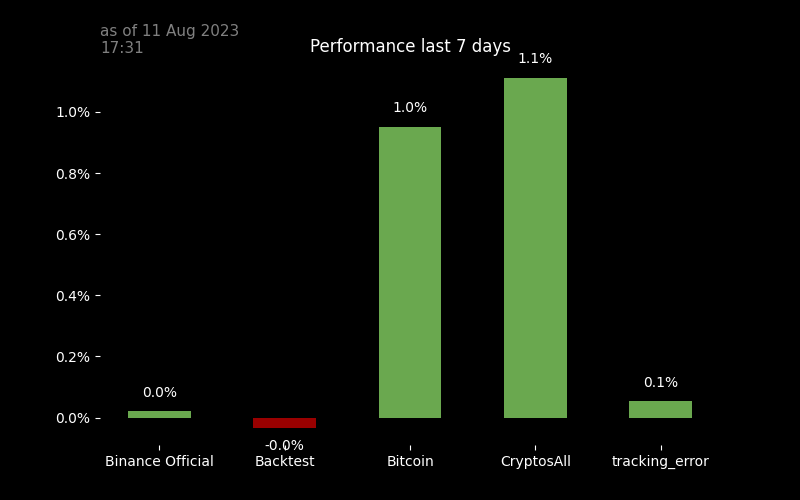 as of 11 Aug 2023
17:31
Performance last 7 days
1.1%
1.0%
1.0%
0.8%
0.6%
0.4%
0.2%
0.1%
0.0%
0.0%
-0.0%
Binance Official
Backtest
Bitcoin
CryptosAll
tracking_error